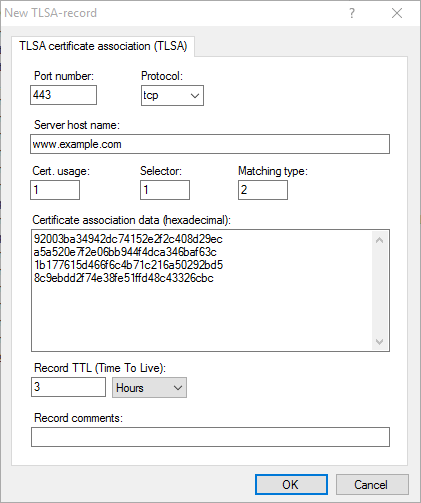 New TLSA-record
TLSA certificate association (TLSA)
Port number: Protocol:
443 tcp
Server host name:
www.example.com
Cert. usage: Selector: Matching type:
1 1 2
Certificate association data (hexadecimal):
92003ba34942dc74152e2f2c408d29ec
a5a520e7f2e06bb944f4dca346baf63c
1b177615d466f6c4b71c216a50292bd5
8c9ebdd2f74e38fe51ffd48c43326cbc
Record TTL (Time To Live):
3 Hours
Record comments:
OK Cancel